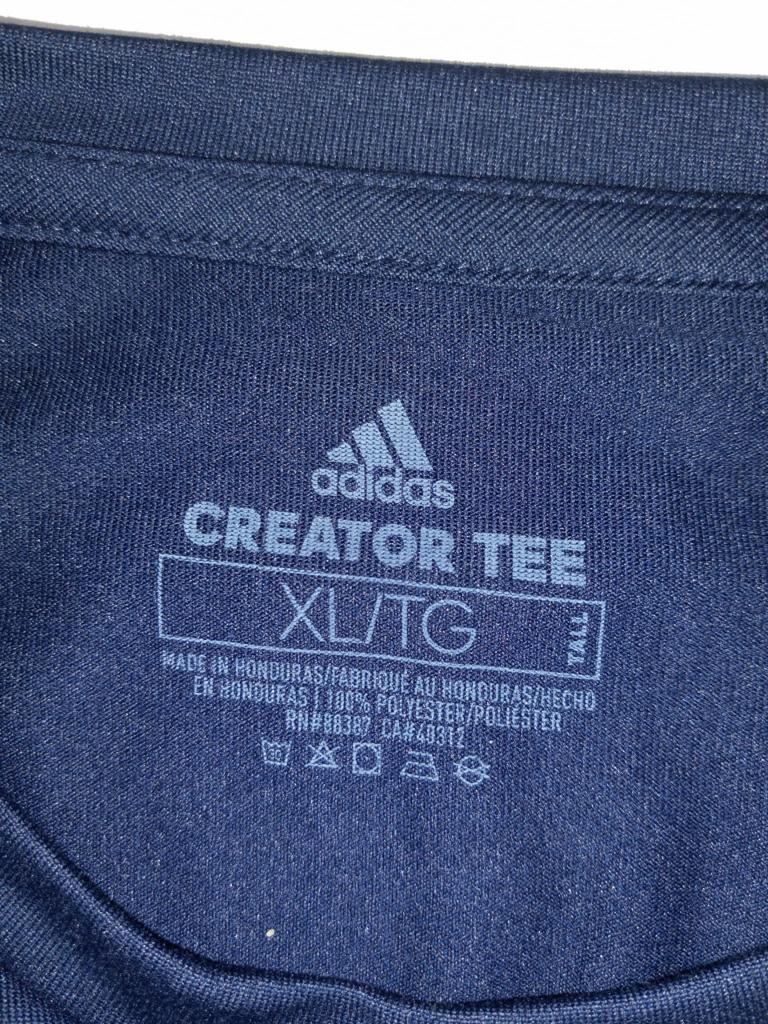 adidas
CREATOR TEE
XL/TG
TALL
MADE IN HONDURAS/FABRIQUÉ AU HONDURAS/HECHO
EN HONDURAS | 100% POLYESTER/POLIÉSTER
RN#88387 CA#40312